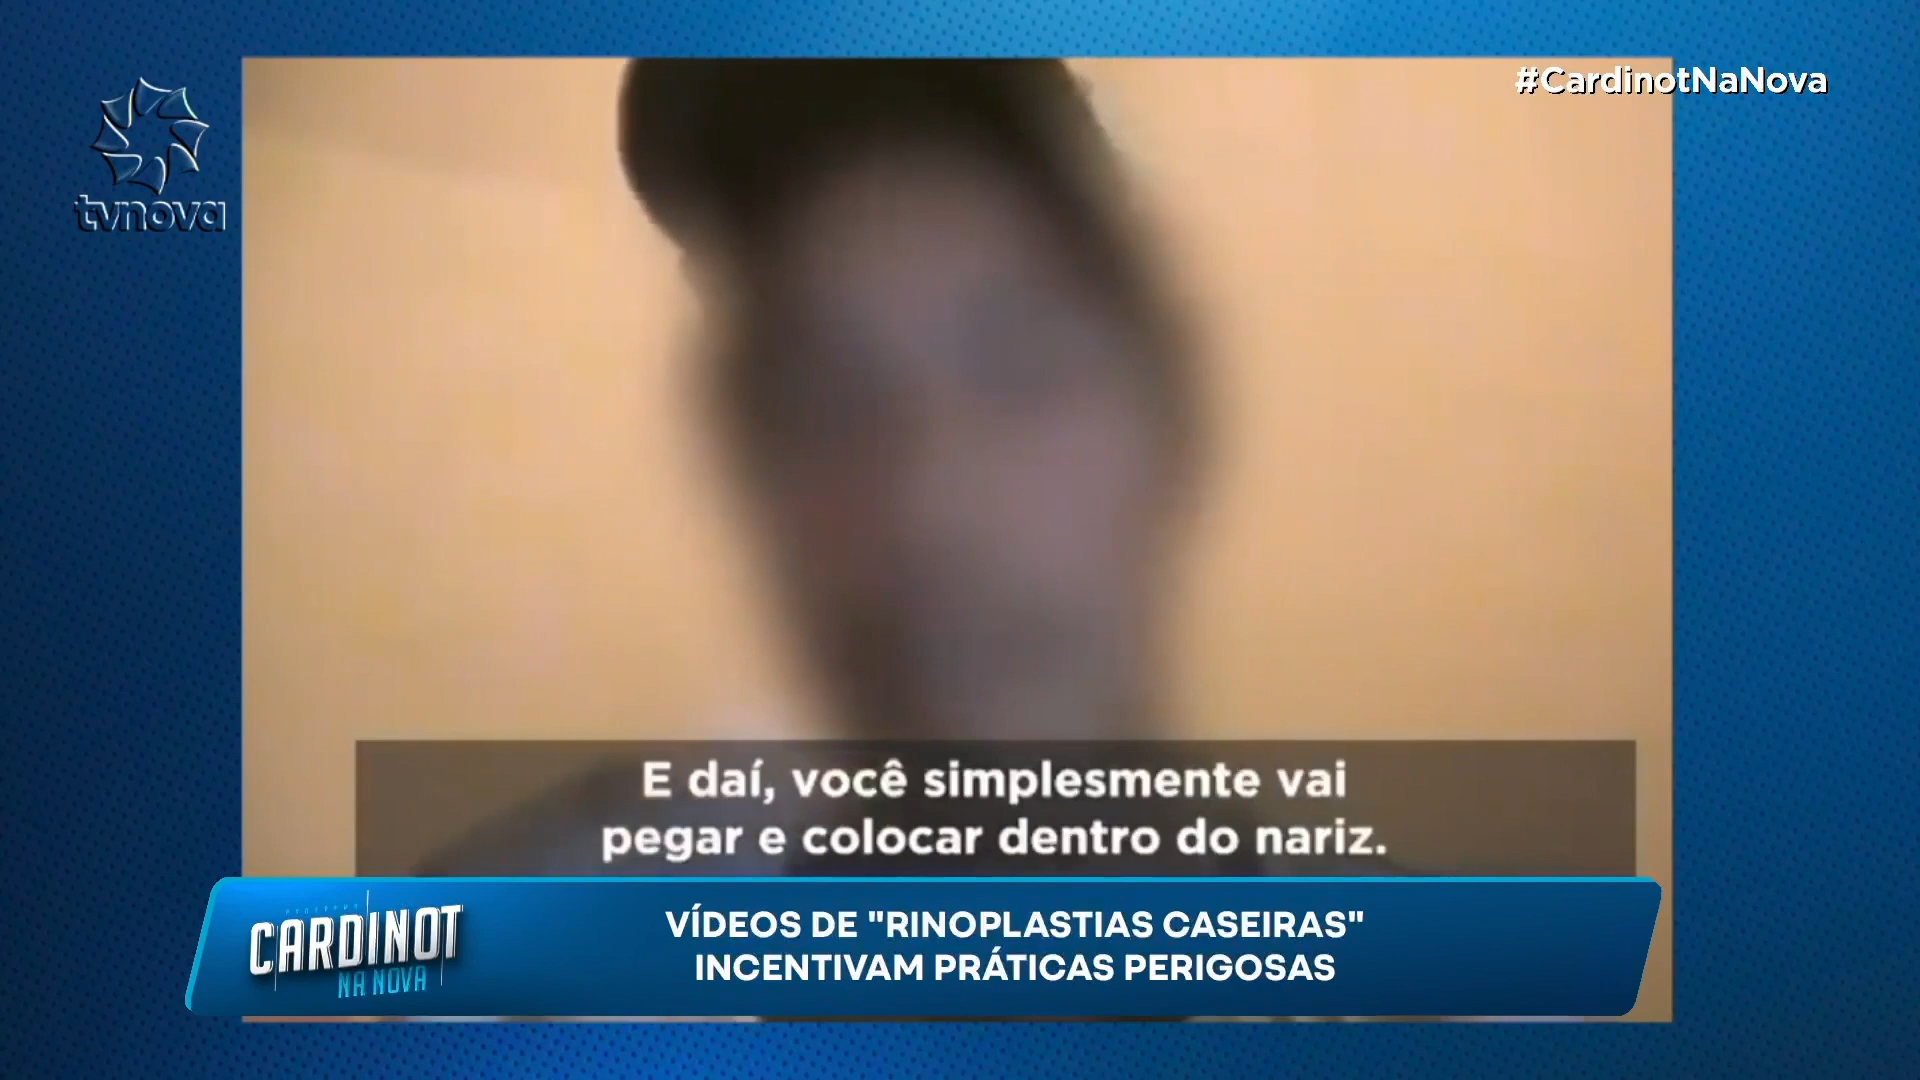 #CardinotNaNova
tvnova
E daí, você simplesmente vai
pegar e colocar dentro do nariz.
CARDINOT
NA NOVA
VÍDEOS DE "RINOPLASTIAS CASEIRAS"
INCENTIVAM PRÁTICAS PERIGOSAS